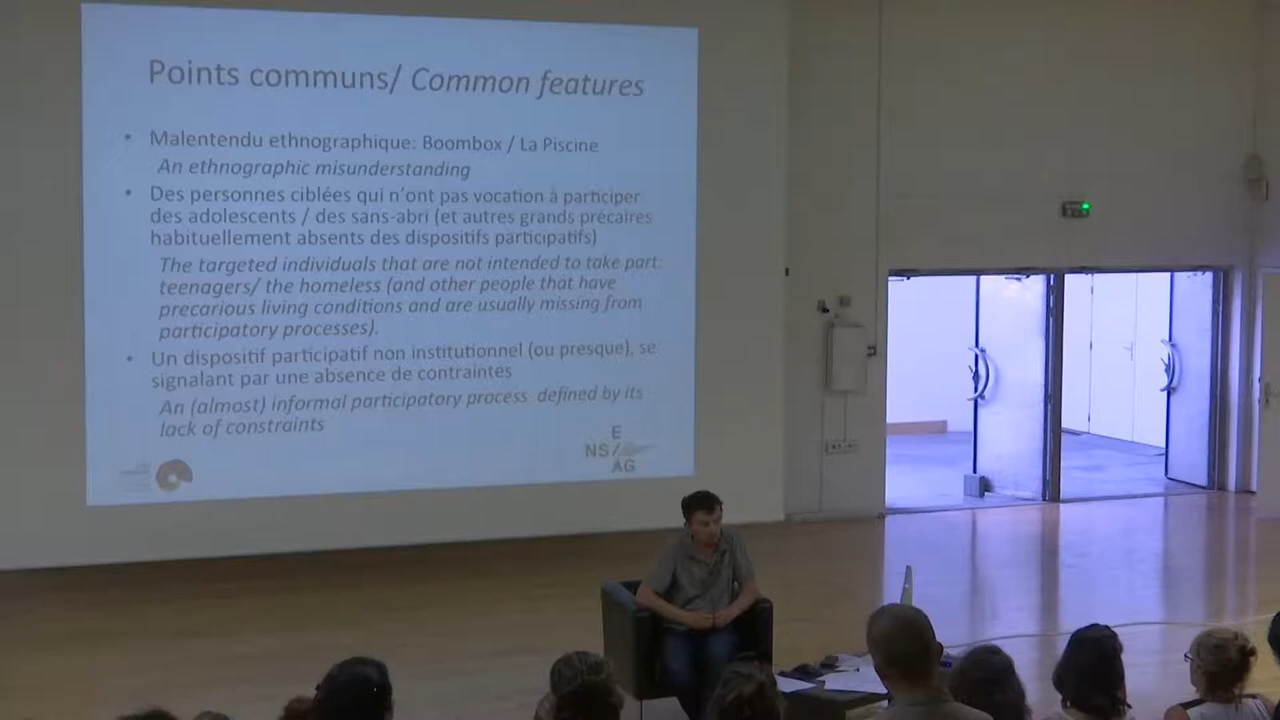 Points communs/ Common features
• Malentendu ethnographique: Boombox / La Piscine
An ethnographic misunderstanding
• Des personnes ciblées qui n'ont pas vocation à participer
des adolescents / des sans-abri (et autres grands précaires
habituellement absents des dispositifs participatifs)
The targeted individuals that are not intended to take part:
teenagers/ the homeless (and other people that have
precarious living conditions and are usually missing from
participatory processes).
• Un dispositif participatif non institutionnel (ou presque), se
signalant par une absence de contraintes
An (almost) informal participatory process defined by its
lack of constraints
E
NS/
AG